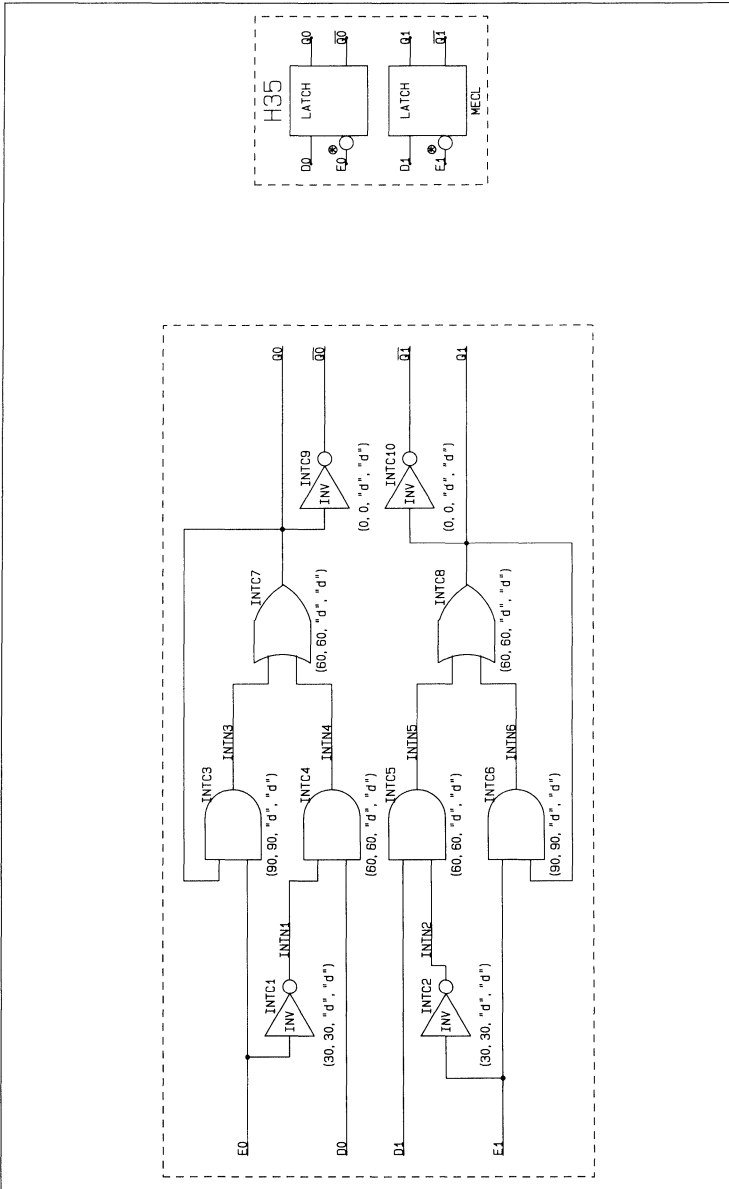 H35
D0
E0
LATCH
Q0
Q0
D1
E1
LATCH
Q1
Q1
MECL
E0
D0
D1
E1
INTC1
INV
(30, 30, "d", "d")
INTN1
INTC2
INV
(30, 30, "d", "d")
INTN2
INTC3
(90, 90, "d", "d")
INTN3
INTC4
(60, 60, "d", "d")
INTN4
INTC5
(60, 60, "d", "d")
INTN5
INTC6
(90, 90, "d", "d")
INTN6
INTC7
(60, 60, "d", "d")
INTC8
(60, 60, "d", "d")
INTC9
INV
(0, 0, "d", "d")
INTC10
INV
(0, 0, "d", "d")
Q0
Q0
Q1
Q1